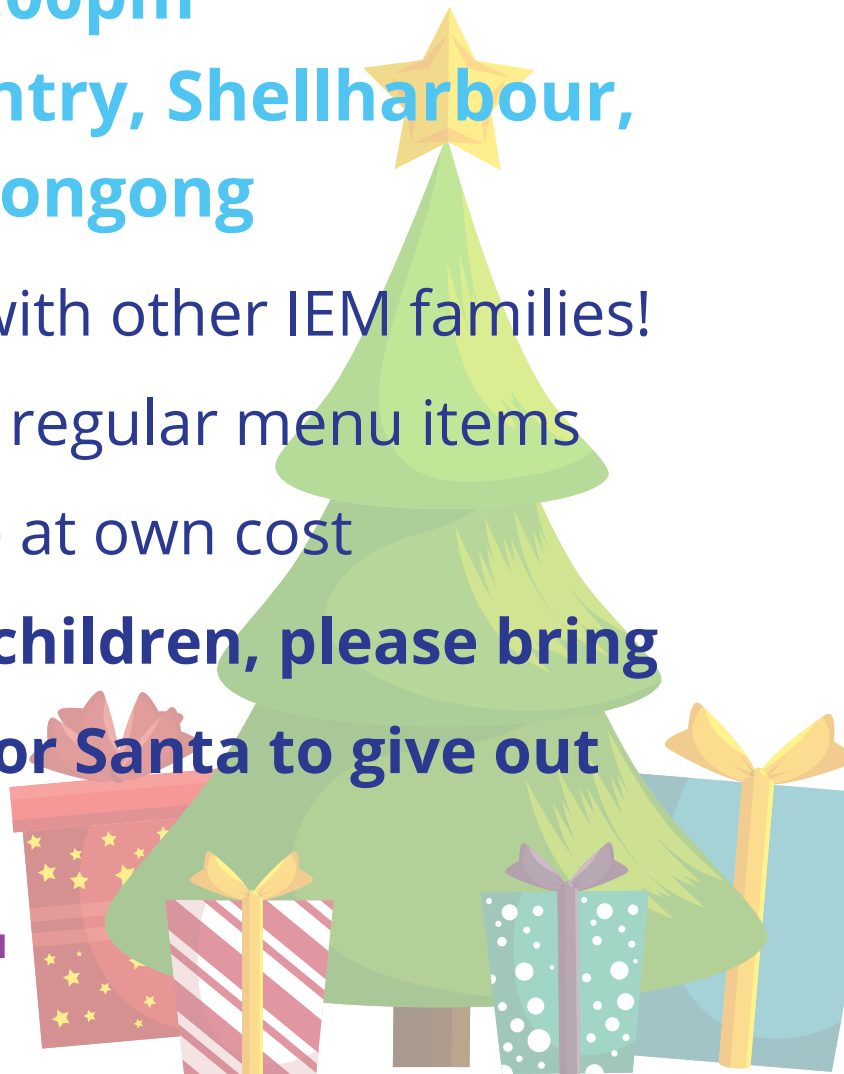 :00pm
ntry, Shellharbour,
ongong
with other IEM families!
regular menu items
at own cost
children, please bring
or Santa to give out